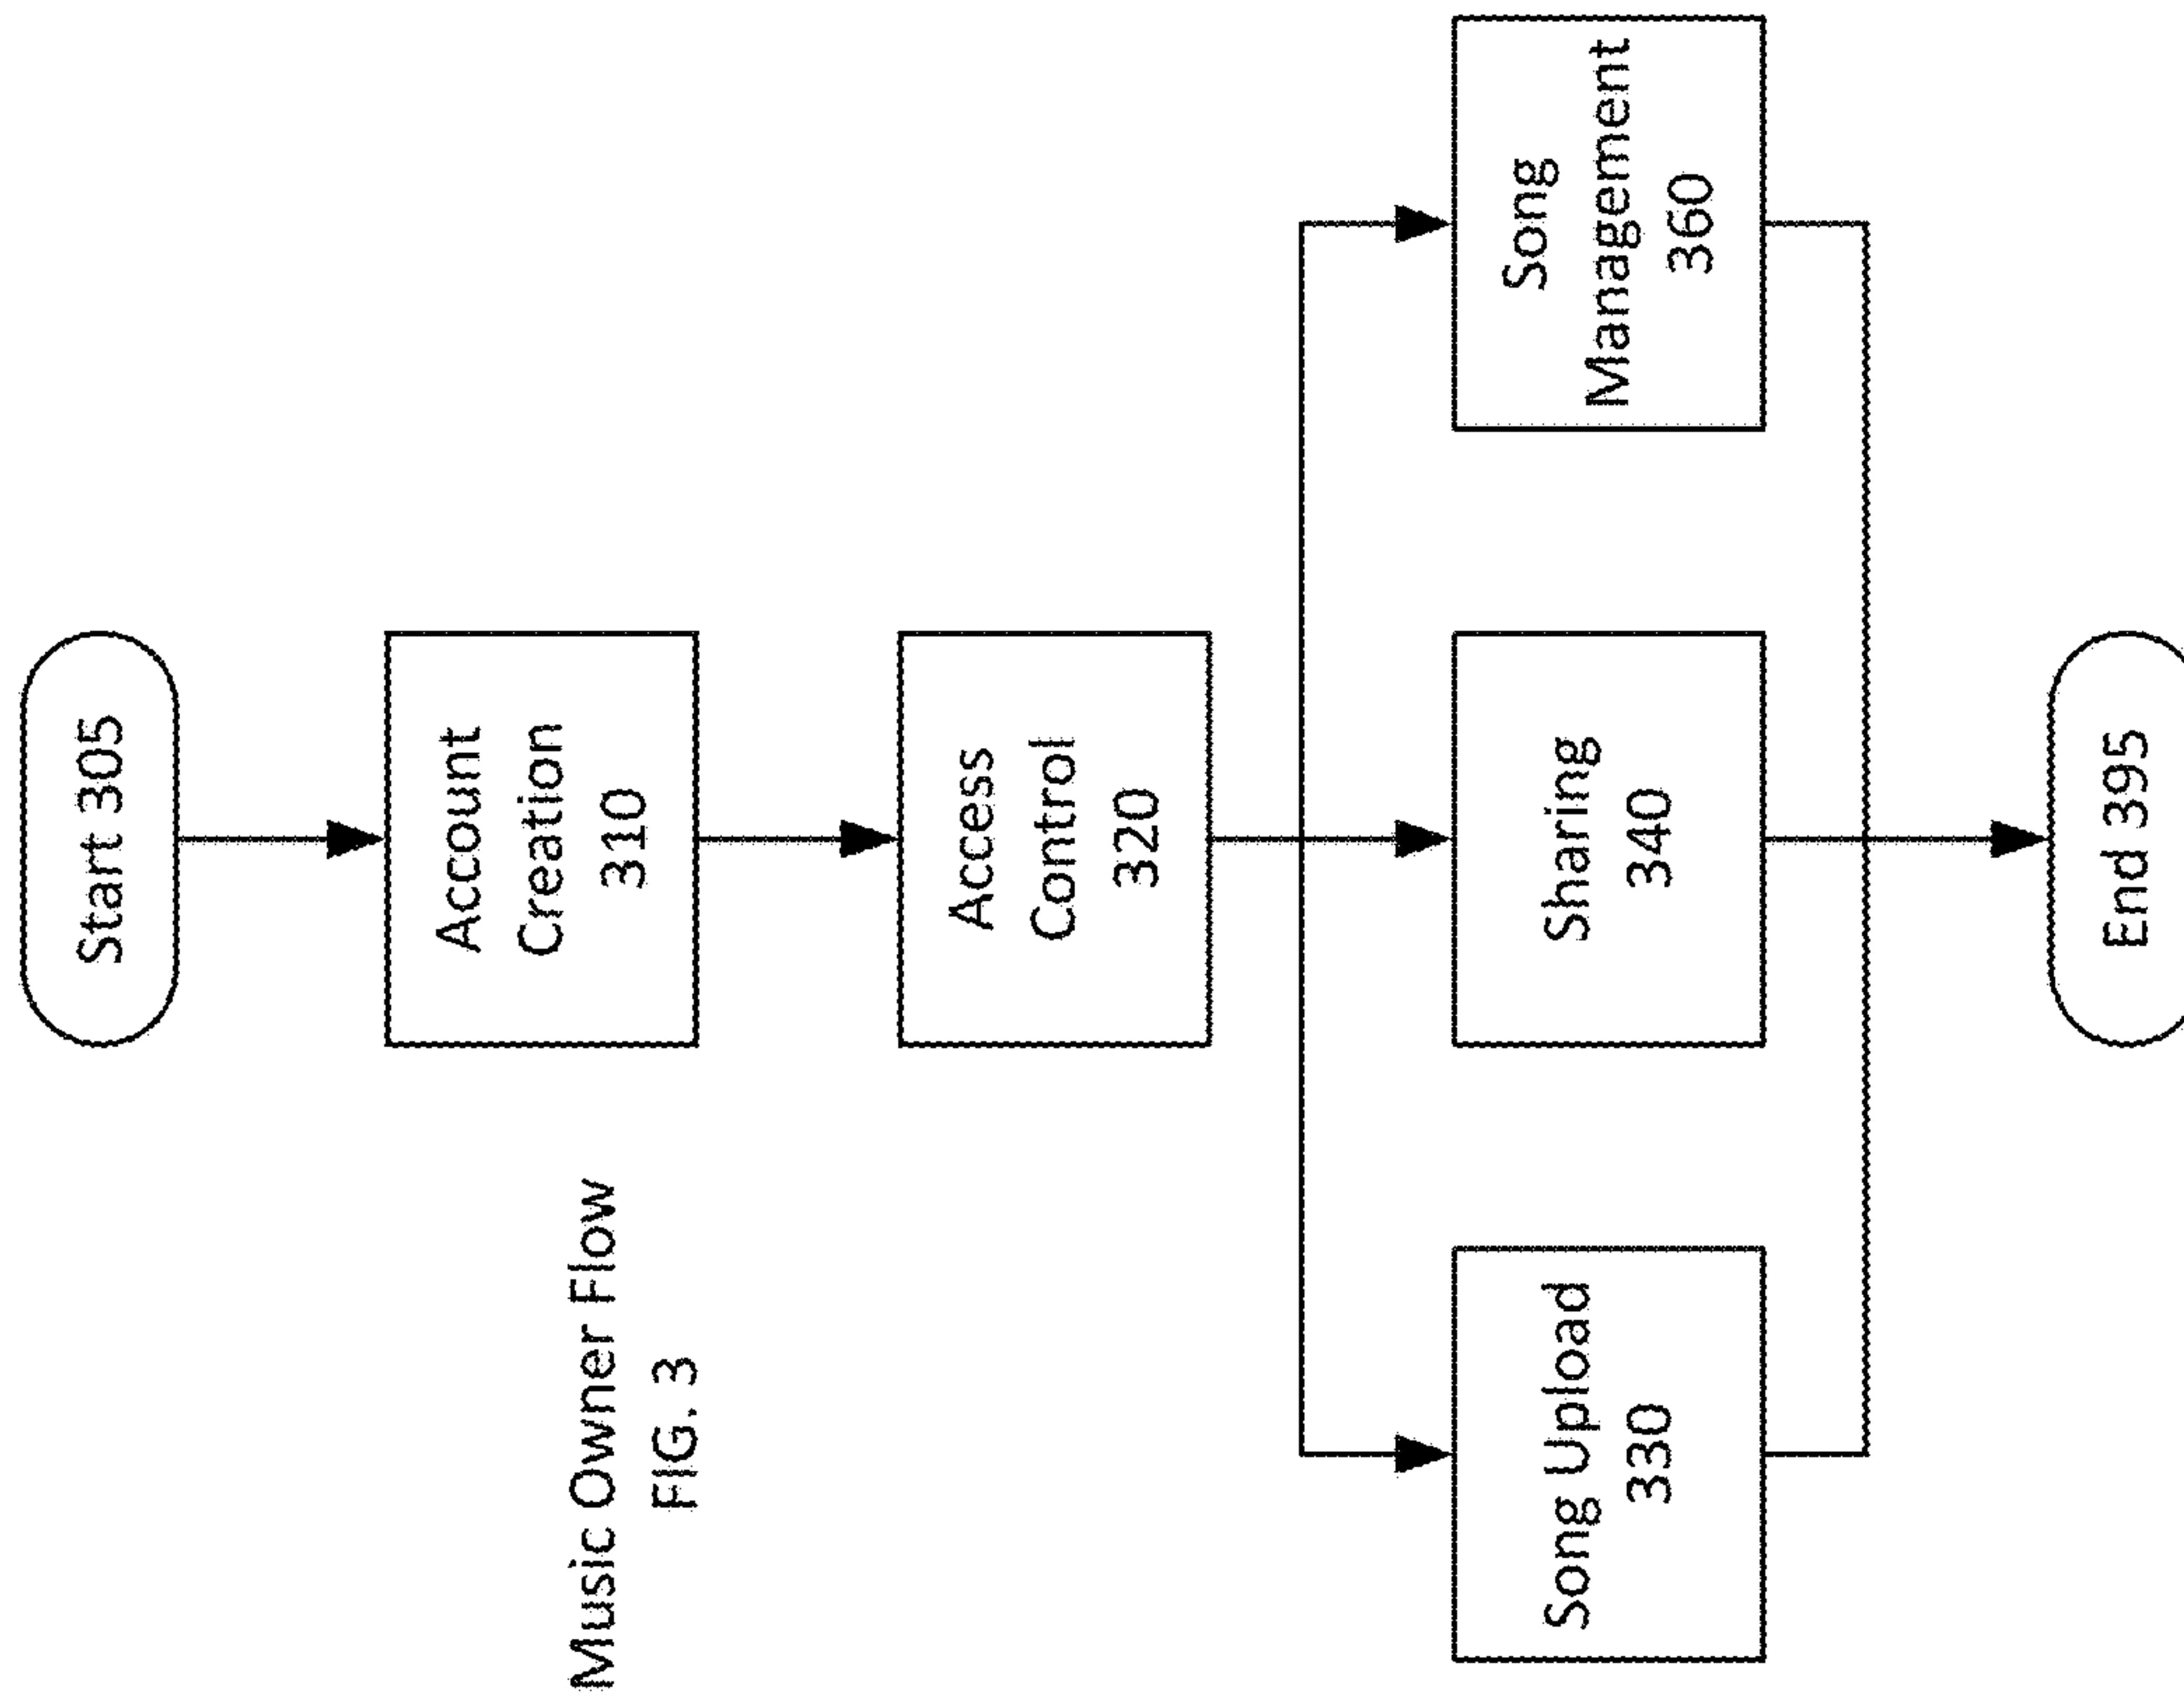 Start 305
Account
Creation
310
Music Owner Flow
FIG. 3
Access
Control
320
Song Upload
330
Sharing
340
Song
Management
360
End 395